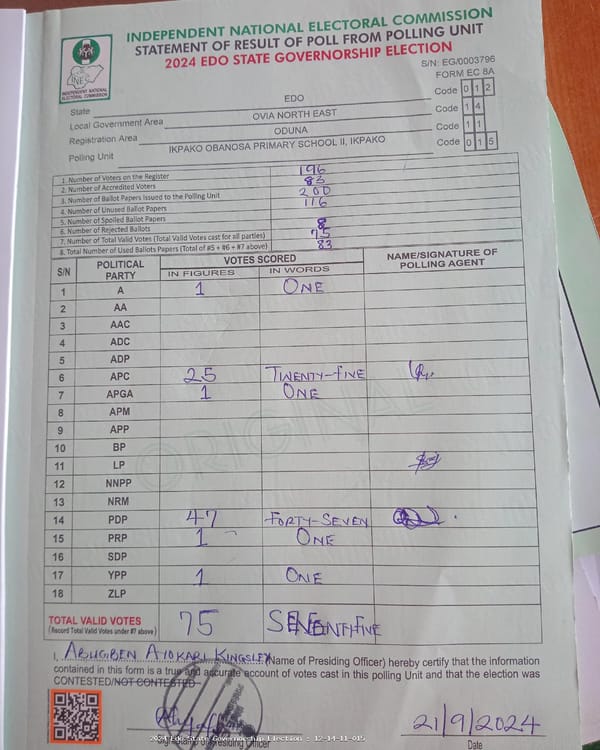 INDEPENDENT NATIONAL ELECTORAL COMMISSION
STATEMENT OF RESULT OF POLL FROM POLLING UNIT
2024 EDO STATE GOVERNORSHIP ELECTION
INEC
INDEPENDENT NATIONAL ELECTORAL COMMISSION
S/N: EG/0003796
FORM EC 8A
State EDO Code 0 1 2
Local Government Area OVIA NORTH EAST Code 1 4
Registration Area ODUNA Code 1 1
Polling Unit IKPAKO OBANOSA PRIMARY SCHOOL II, IKPAKO Code 0 1 5
1. Number of Voters on the Register 196
2. Number of Accredited Voters 83
3. Number of Ballot Papers Issued to the Polling Unit 200
4. Number of Unused Ballot Papers 116
5. Number of Spoiled Ballot Papers
6. Number of Rejected Ballots 8
7. Number of Total Valid Votes (Total Valid Votes cast for all parties) 75
8. Total Number of Used Ballots Papers (Total of #5 + #6 + #7 above) 83
S/N POLITICAL PARTY VOTES SCORED NAME/SIGNATURE OF POLLING AGENT
IN FIGURES IN WORDS
1 A 1 ONE
2 AA
3 AAC
4 ADC
5 ADP
6 APC 25 TWENTY-FIVE
7 APGA 1 ONE
8 APM
9 APP
10 BP
11 LP
12 NNPP
13 NRM
14 PDP 47 FORTY-SEVEN
15 PRP 1 ONE
16 SDP
17 YPP 1 ONE
18 ZLP
ORIGINAL
TOTAL VALID VOTES 75
(Record Total Valid Votes under #7 above)
I, ABUGBEN AYOKARI KINGSLEY (Name of Presiding Officer) hereby certify that the information
contained in this form is a true and accurate account of votes cast in this polling Unit and that the election was
CONTESTED/NOT CONTESTED
21/9/2024
2024 Edo State Governorship Election : 12-14-11-015
Officer
Date